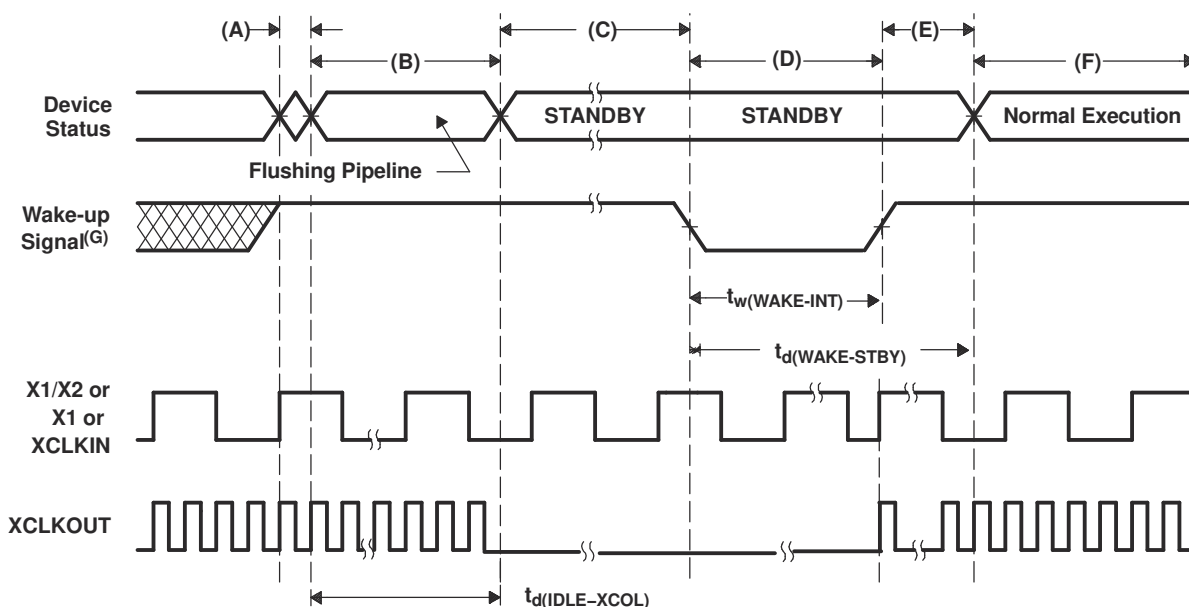 (A)
(B)
(C)
(D)
(E)
(F)
Device
Status
STANDBY
STANDBY
Normal Execution
Flushing Pipeline
Wake-up
Signal(G)
tw(WAKE-INT)
td(WAKE-STBY)
X1/X2 or
X1 or
XCLKIN
XCLKOUT
td(IDLE–XCOL)